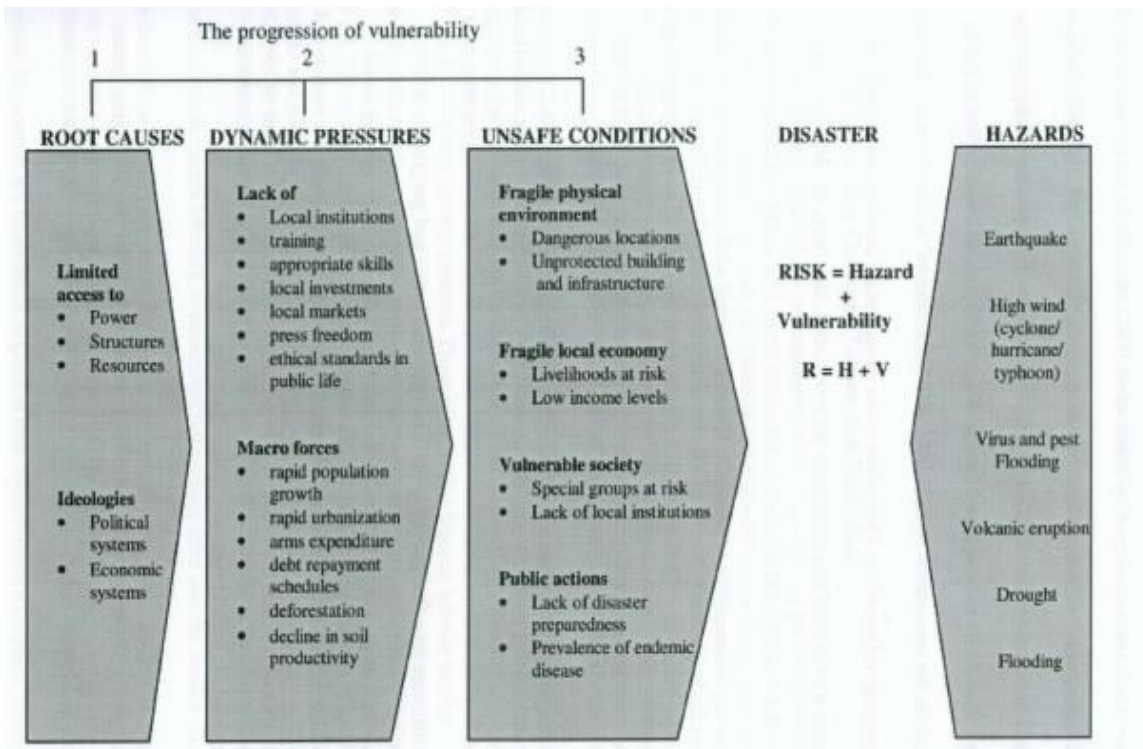 The progression of vulnerability
1
2
3
ROOT CAUSES
DYNAMIC PRESSURES
UNSAFE CONDITIONS
DISASTER
HAZARDS
Limited
access to
• Power
• Structures
• Resources
Ideologies
• Political
systems
• Economic
systems
Lack of
• Local institutions
• training
• appropriate skills
• local investments
• local markets
• press freedom
• ethical standards in
public life
Macro forces
• rapid population
growth
• rapid urbanization
• arms expenditure
• debt repayment
schedules
• deforestation
• decline in soil
productivity
Fragile physical
environment
• Dangerous locations
• Unprotected building
and infrastructure
Fragile local economy
• Livelihoods at risk
• Low income levels
Vulnerable society
• Special groups at risk
• Lack of local institutions
Public actions
• Lack of disaster
preparedness
• Prevalence of endemic
disease
RISK = Hazard
+
Vulnerability
R = H + V
Earthquake
High wind
(cyclone/
hurricane/
typhoon)
Virus and pest
Flooding
Volcanic eruption
Drought
Flooding